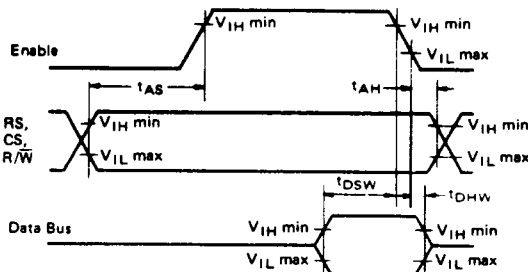 Enable
VIH min
VIH min
VIL max
tAS
tAH
RS,
CS,
R/W̅
VIH min
VIL max
VIH min
VIL max
tDSW
tDHW
Data Bus
VIH min
VIL max
VIH min
VIL max